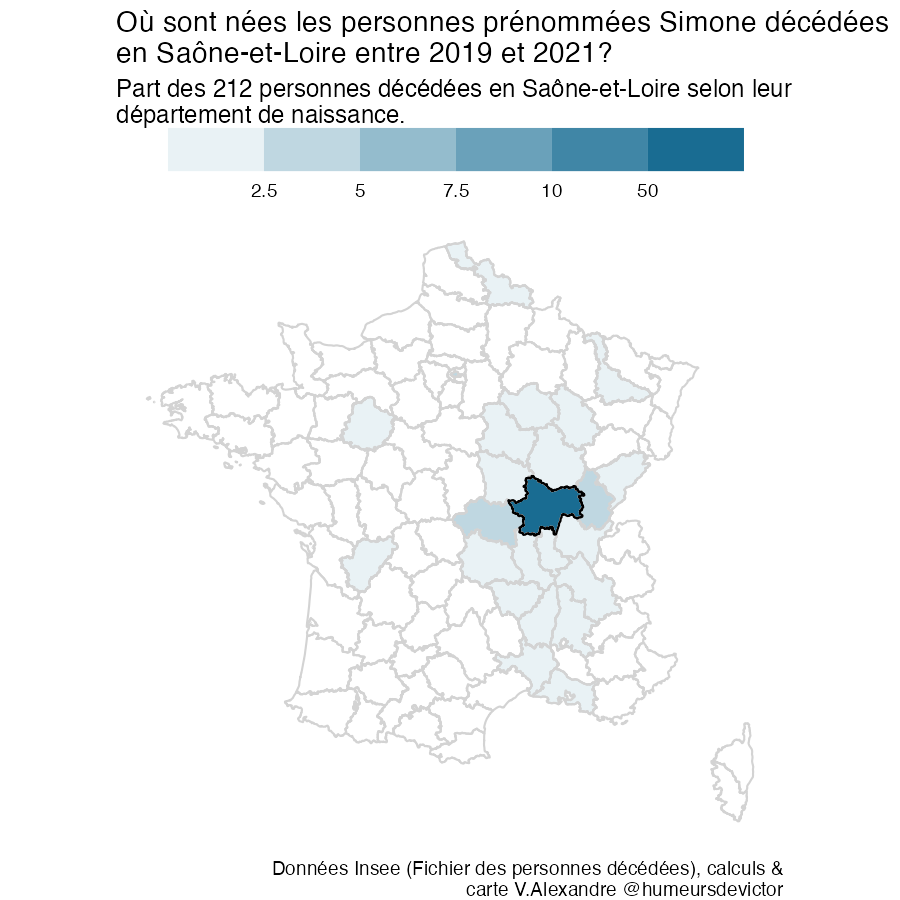 Où sont nées les personnes prénommées Simone décédées
en Saône-et-Loire entre 2019 et 2021?
Part des 212 personnes décédées en Saône-et-Loire selon leur
département de naissance.
2.5 5 7.5 10 50
Données Insee (Fichier des personnes décédées), calculs &
carte V.Alexandre @humeursdevictor